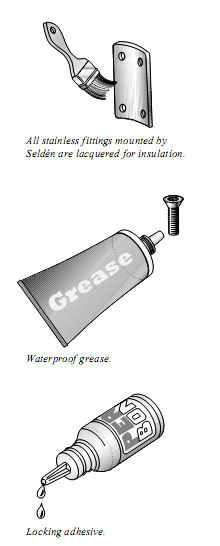 All stainless fittings mounted by
Seldén are lacquered for insulation.
Grease
Waterproof grease.
Locking adhesive.